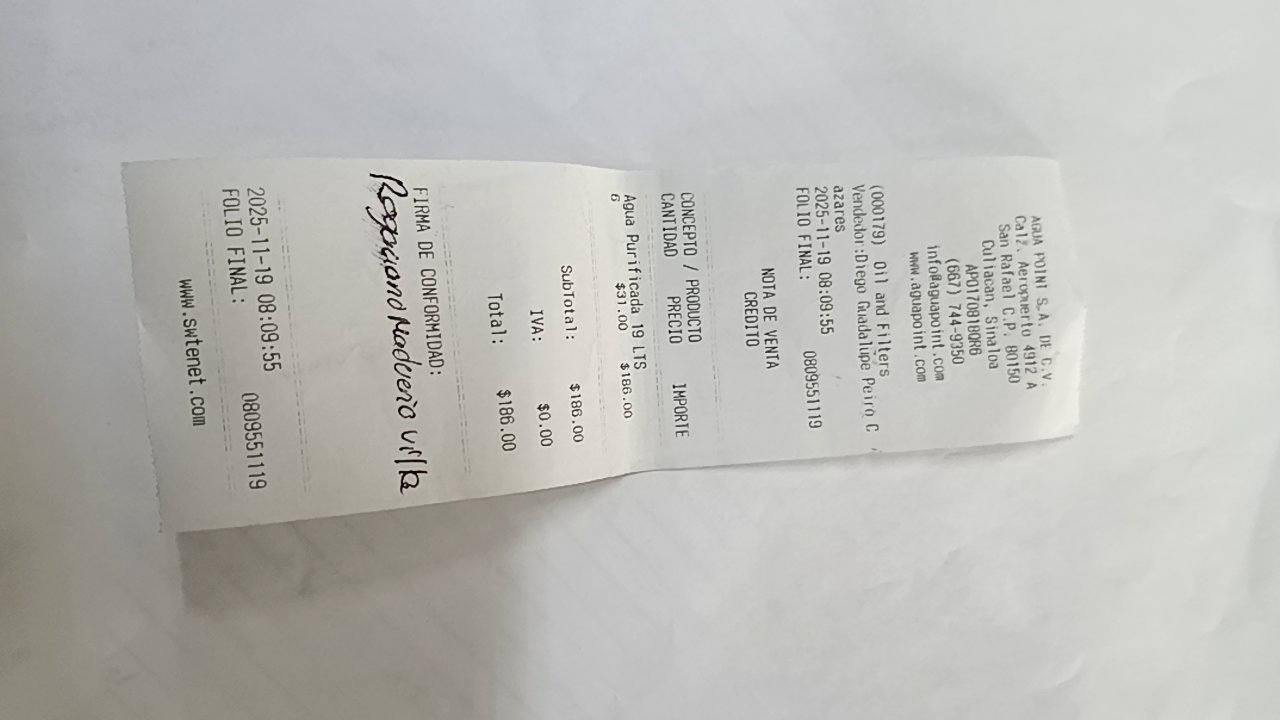 AGUA POINT S.A. DE C.V.
Calz. Aeropuerto 4912 A
San Rafael C.P. 80150
Culiacan, Sinaloa
APO170818QR6
(667) 744-9350
info@aguapoint.com
www.aguapoint.com
(000179) Oil and Filters
Vendedor:Diego Guadalupe Peiro C
azares
2025-11-19 08:09:55
FOLIO FINAL: 0809551119
NOTA DE VENTA
CREDITO
CONCEPTO / PRODUCTO
CANTIDAD PRECIO IMPORTE
Agua Purificada 19 LTS
6 $31.00 $186.00
SubTotal: $186.00
IVA: $0.00
Total: $186.00
FIRMA DE CONFORMIDAD:
2025-11-19 08:09:55
FOLIO FINAL: 0809551119
www.swtenet.com